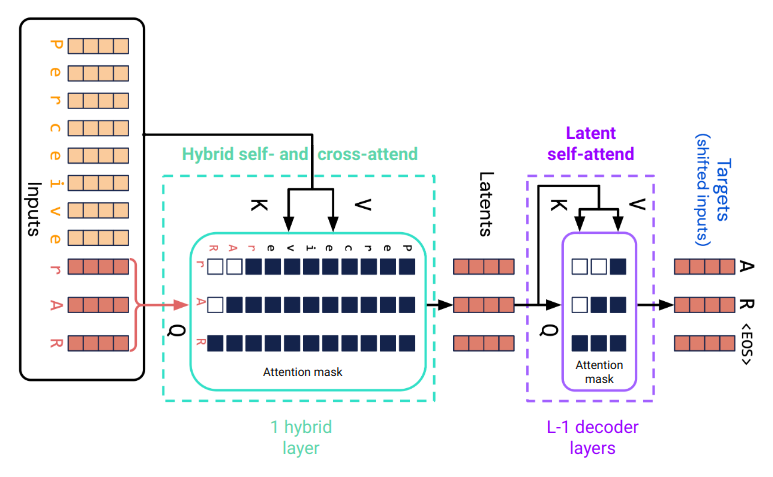 P
e
r
c
e
i
v
e
r
A
R
Inputs
Hybrid self- and cross-attend
K
V
R A r e v i e c r e P
r
A
R
Q
Attention mask
1 hybrid
layer
Latents
Latent
self-attend
K
V
Q
Attention
mask
L-1 decoder
layers
Targets
(shifted inputs)
A
R
<EOS>